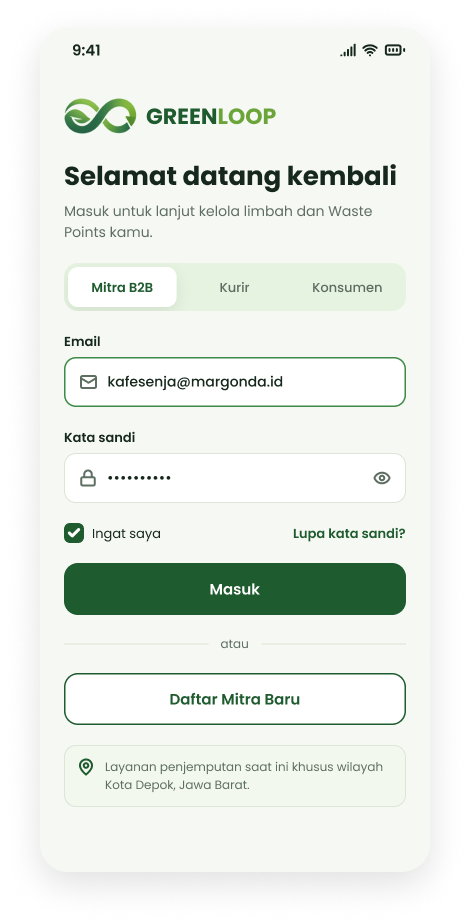 9:41
GREENLOOP
Selamat datang kembali
Masuk untuk lanjut kelola limbah dan Waste
Points kamu.
Mitra B2B
Kurir
Konsumen
Email
kafesenja@margonda.id
Kata sandi
••••••••••
Ingat saya
Lupa kata sandi?
Masuk
atau
Daftar Mitra Baru
Layanan penjemputan saat ini khusus wilayah
Kota Depok, Jawa Barat.